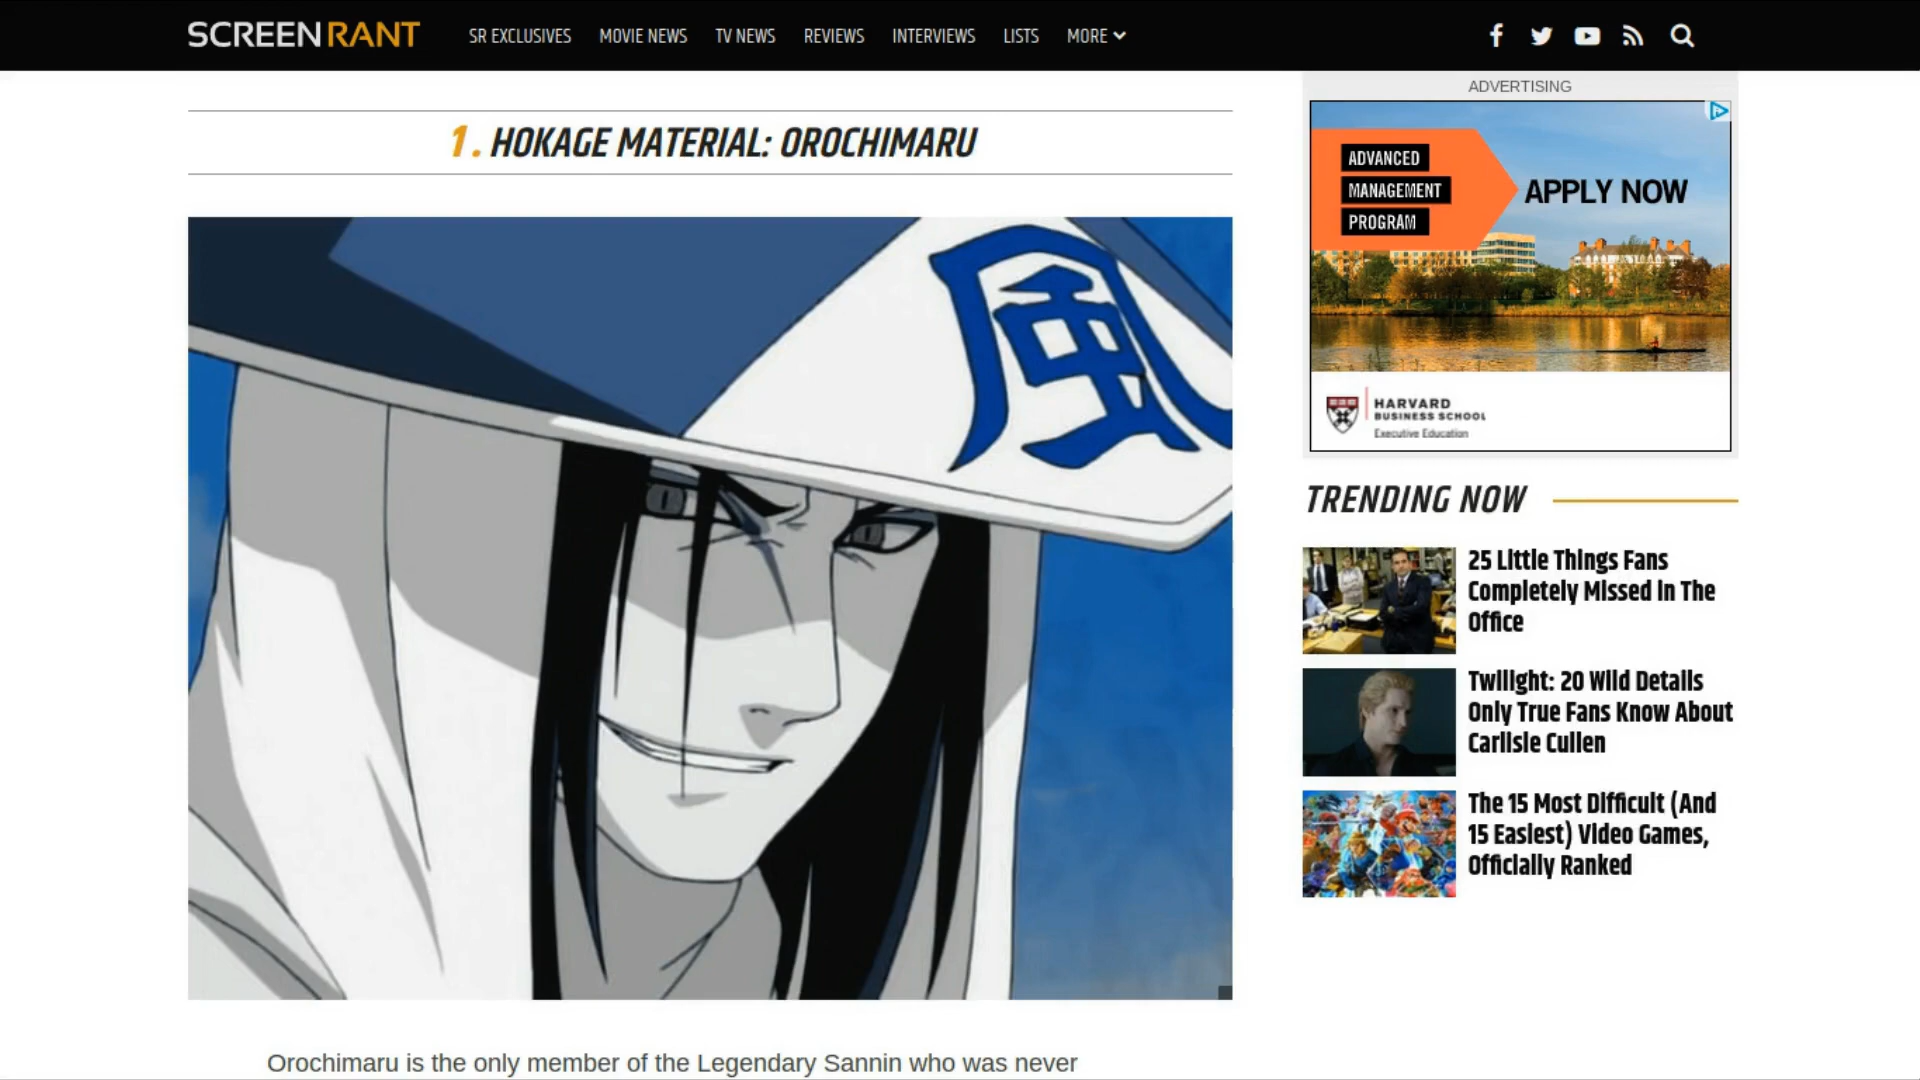 SCREENRANT
SR EXCLUSIVES MOVIE NEWS TV NEWS REVIEWS INTERVIEWS LISTS MORE
1. HOKAGE MATERIAL: OROCHIMARU
風
Orochimaru is the only member of the Legendary Sannin who was never
ADVERTISING
ADVANCED
MANAGEMENT
PROGRAM
APPLY NOW
HARVARD
BUSINESS SCHOOL
Executive Education
TRENDING NOW
25 Little Things Fans
Completely Missed In The
Office
Twilight: 20 Wild Details
Only True Fans Know About
Carlisle Cullen
The 15 Most Difficult (And
15 Easiest) Video Games,
Officially Ranked